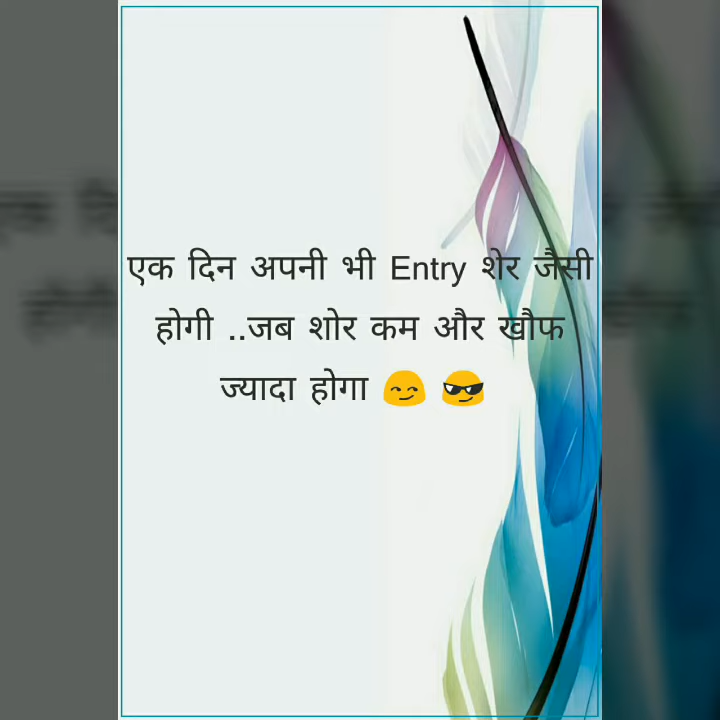 एक दिन अपनी भी Entry शेर जैसी
होगी ..जब शोर कम और खौफ
ज्यादा होगा 😏 😎